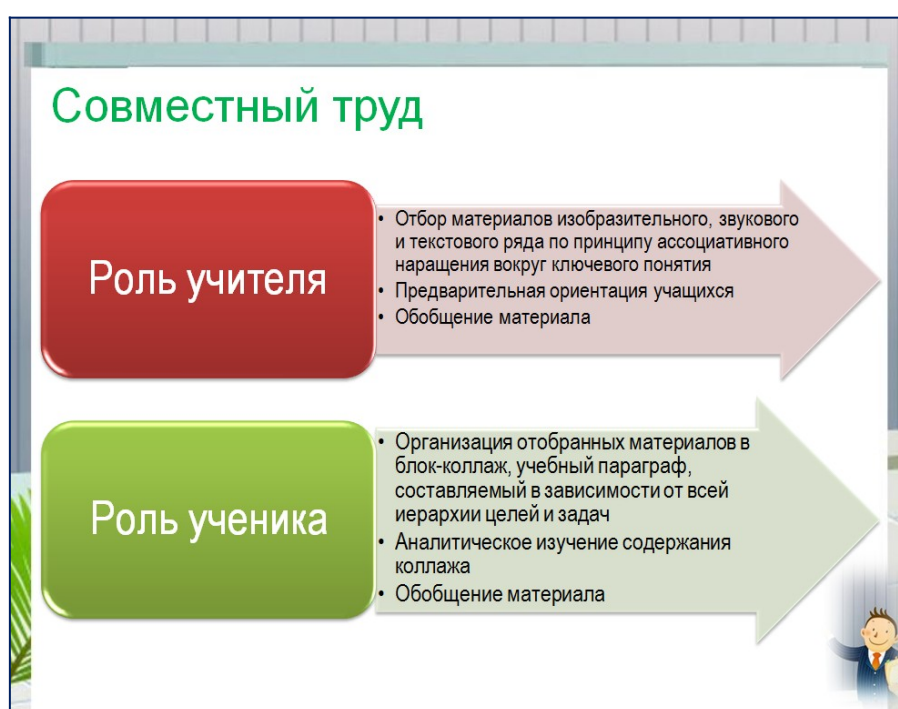 Совместный труд
Роль учителя
• Отбор материалов изобразительного, звукового
и текстового ряда по принципу ассоциативного
наращения вокруг ключевого понятия
• Предварительная ориентация учащихся
• Обобщение материала
Роль ученика
• Организация отобранных материалов в
блок-коллаж, учебный параграф,
составляемый в зависимости от всей
иерархии целей и задач
• Аналитическое изучение содержания
коллажа
• Обобщение материала